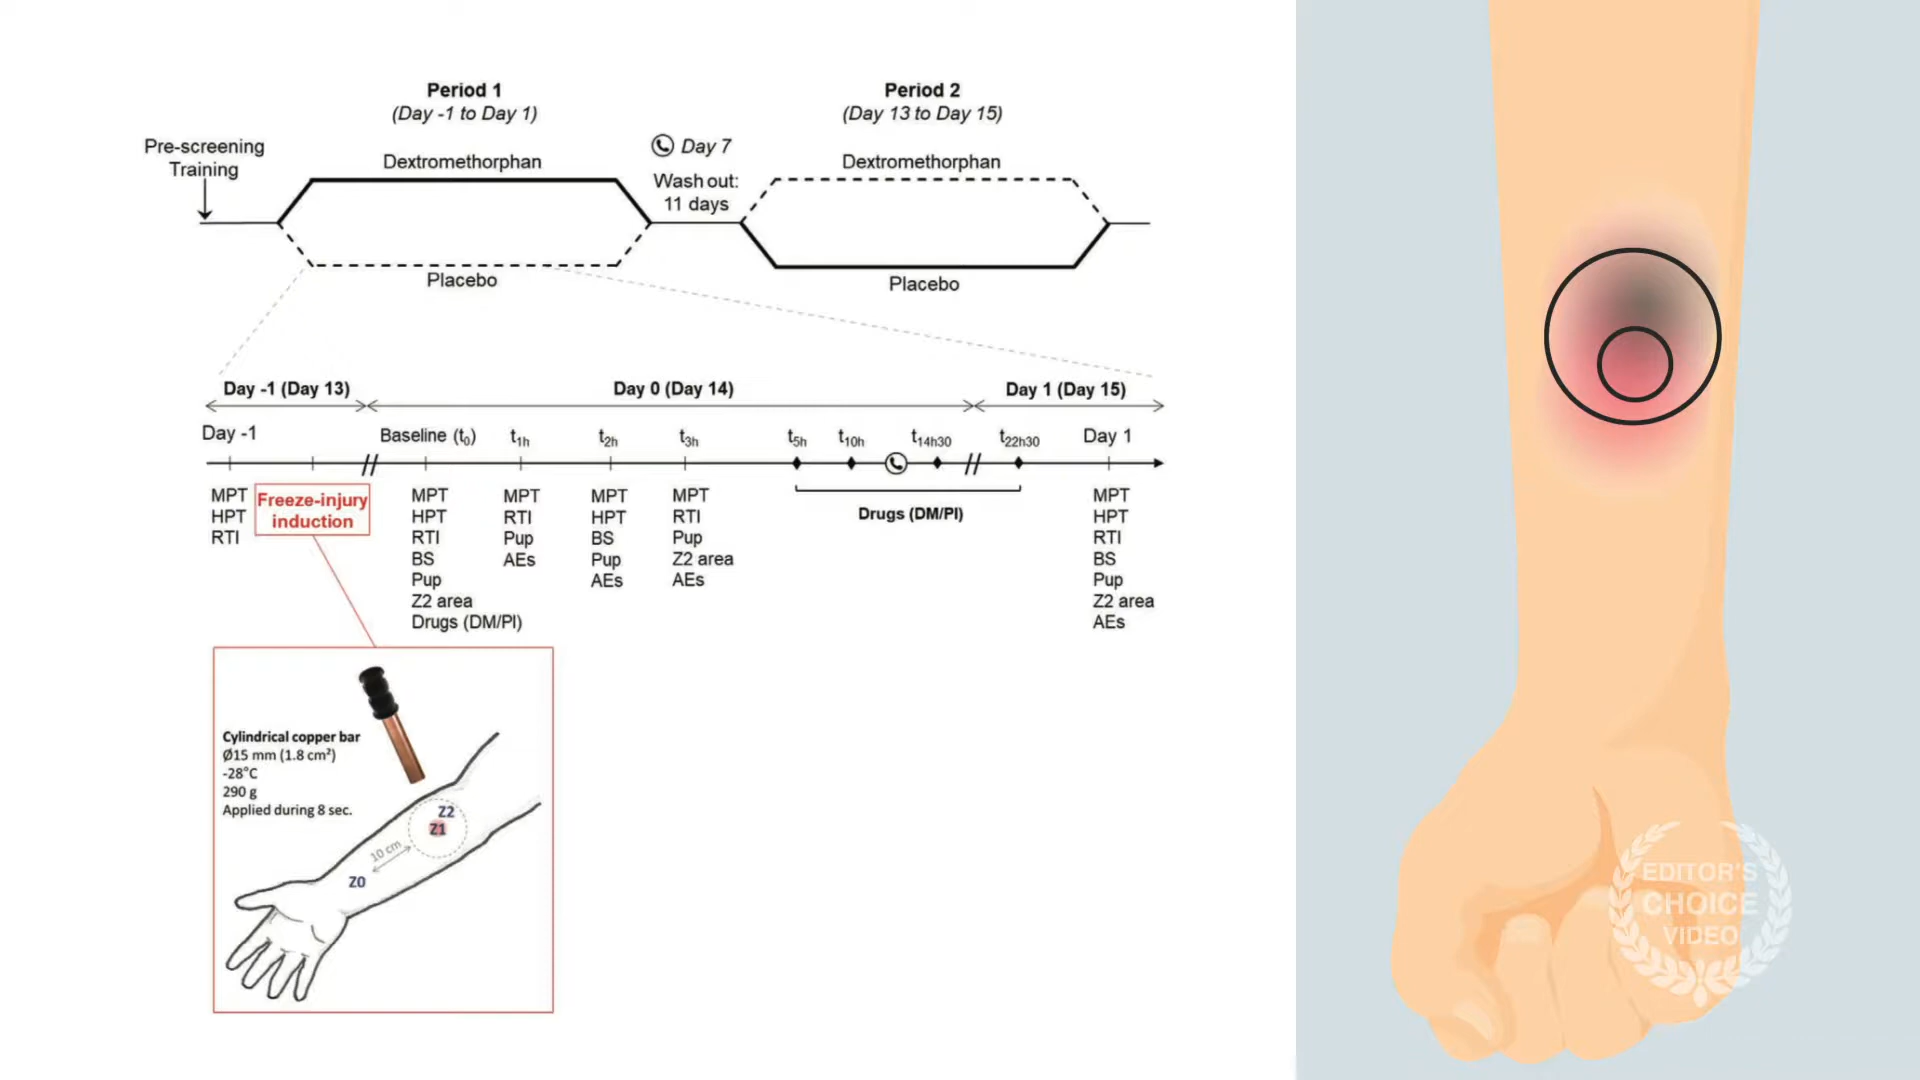 Period 1
(Day -1 to Day 1)
Period 2
(Day 13 to Day 15)
Pre-screening
Training
Dextromethorphan
Day 7
Wash out:
11 days
Dextromethorphan
Placebo
Placebo
Day -1 (Day 13)
Day 0 (Day 14)
Day 1 (Day 15)
Day -1
Baseline (t0)
t1h
t2h
t3h
t5h
t10h
t14h30
t22h30
Day 1
MPT
HPT
RTI
Freeze-injury
induction
MPT
HPT
RTI
BS
Pup
Z2 area
Drugs (DM/Pl)
MPT
RTI
Pup
AEs
MPT
HPT
BS
Pup
AEs
MPT
RTI
Pup
Z2 area
AEs
Drugs (DM/Pl)
MPT
HPT
RTI
BS
Pup
Z2 area
AEs
Cylindrical copper bar
Ø15 mm (1.8 cm²)
-28°C
290 g
Applied during 8 sec.
Z2
Z1
10 cm
Z0
EDITOR'S
CHOICE
VIDEO